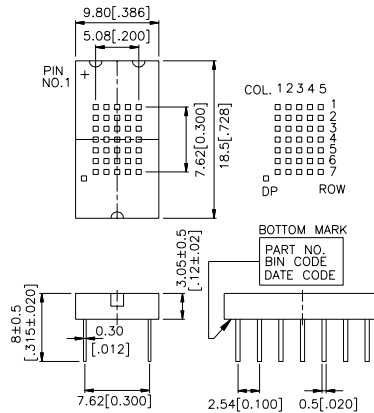 9.80[.386]
5.08[.200]
PIN
NO.1
+
7.62[0.300]
18.5[.728]
COL. 1 2 3 4 5
1
2
3
4
5
6
7
DP ROW
BOTTOM MARK
PART NO.
BIN CODE
DATE CODE
3.05±0.5
[.12±.02]
8±0.5
[.315±.020]
0.30
[.012]
7.62[0.300]
2.54[0.100]
0.5[.020]